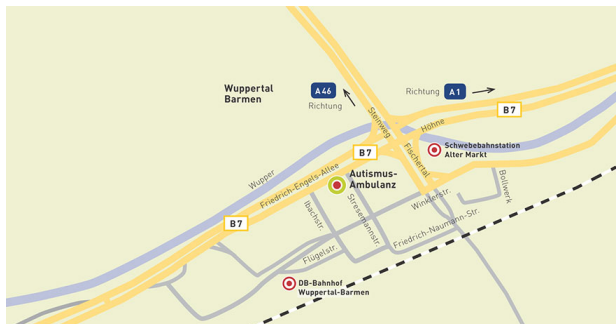 Wuppertal
Barmen
A46
Richtung
Richtung
A1
B7
Steinweg
Höhne
Fischertal
Schwebebahnstation
Alter Markt
B7
Wupper
Friedrich-Engels-Allee
Autismus-
Ambulanz
Bollwerk
Winklerstr.
Ibachstr.
Stresemannstr.
B7
Friedrich-Naumann-Str.
Flügelstr.
DB-Bahnhof
Wuppertal-Barmen